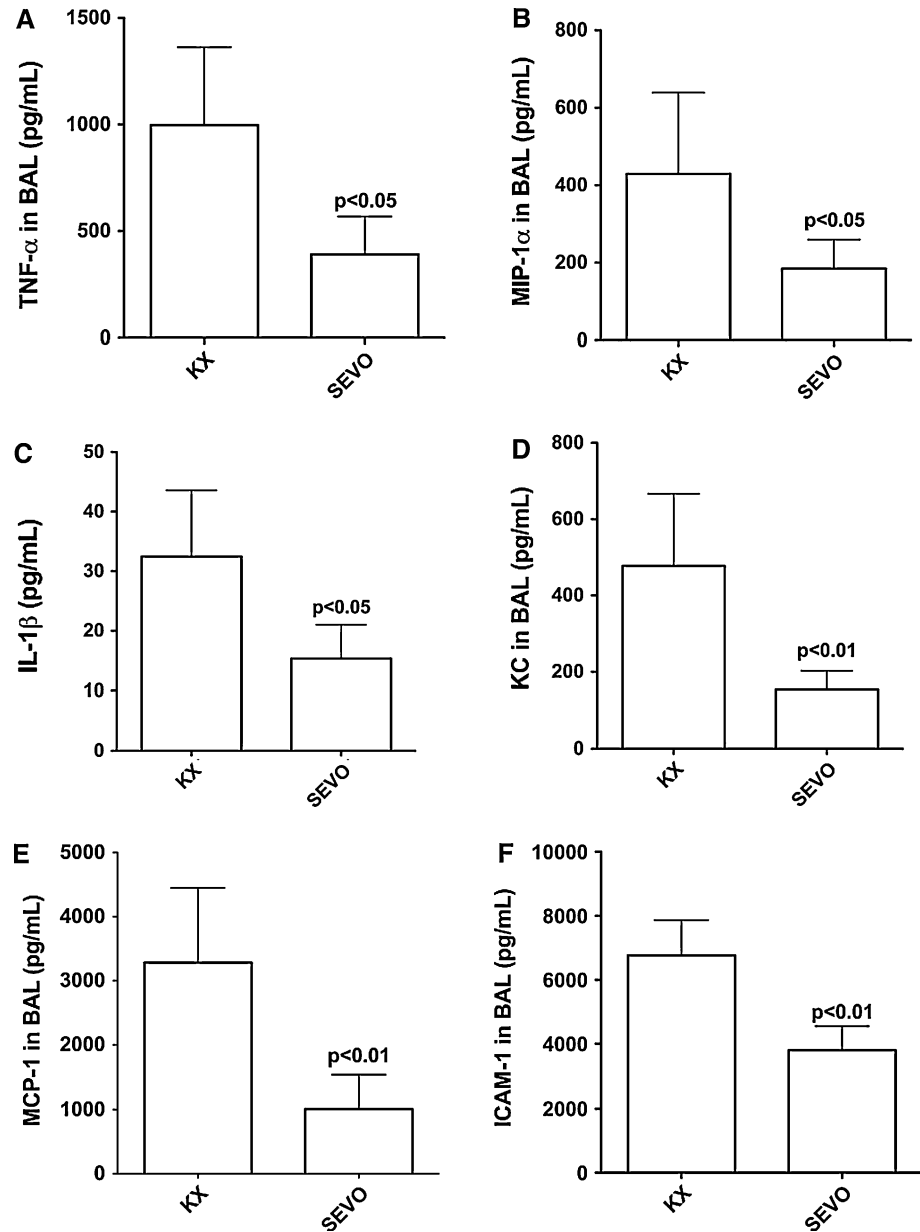 A
TNF-α in BAL (pg/mL)
1500
1000
500
0
p<0.05
KX
SEVO
B
MIP-1α in BAL (pg/mL)
800
600
400
200
0
p<0.05
KX
SEVO
C
IL-1β (pg/mL)
50
40
30
20
10
0
p<0.05
KX
SEVO
D
KC in BAL (pg/mL)
800
600
400
200
0
p<0.01
KX
SEVO
E
MCP-1 in BAL (pg/mL)
5000
4000
3000
2000
1000
0
p<0.01
KX
SEVO
F
ICAM-1 in BAL (pg/mL)
10000
8000
6000
4000
2000
0
p<0.01
KX
SEVO